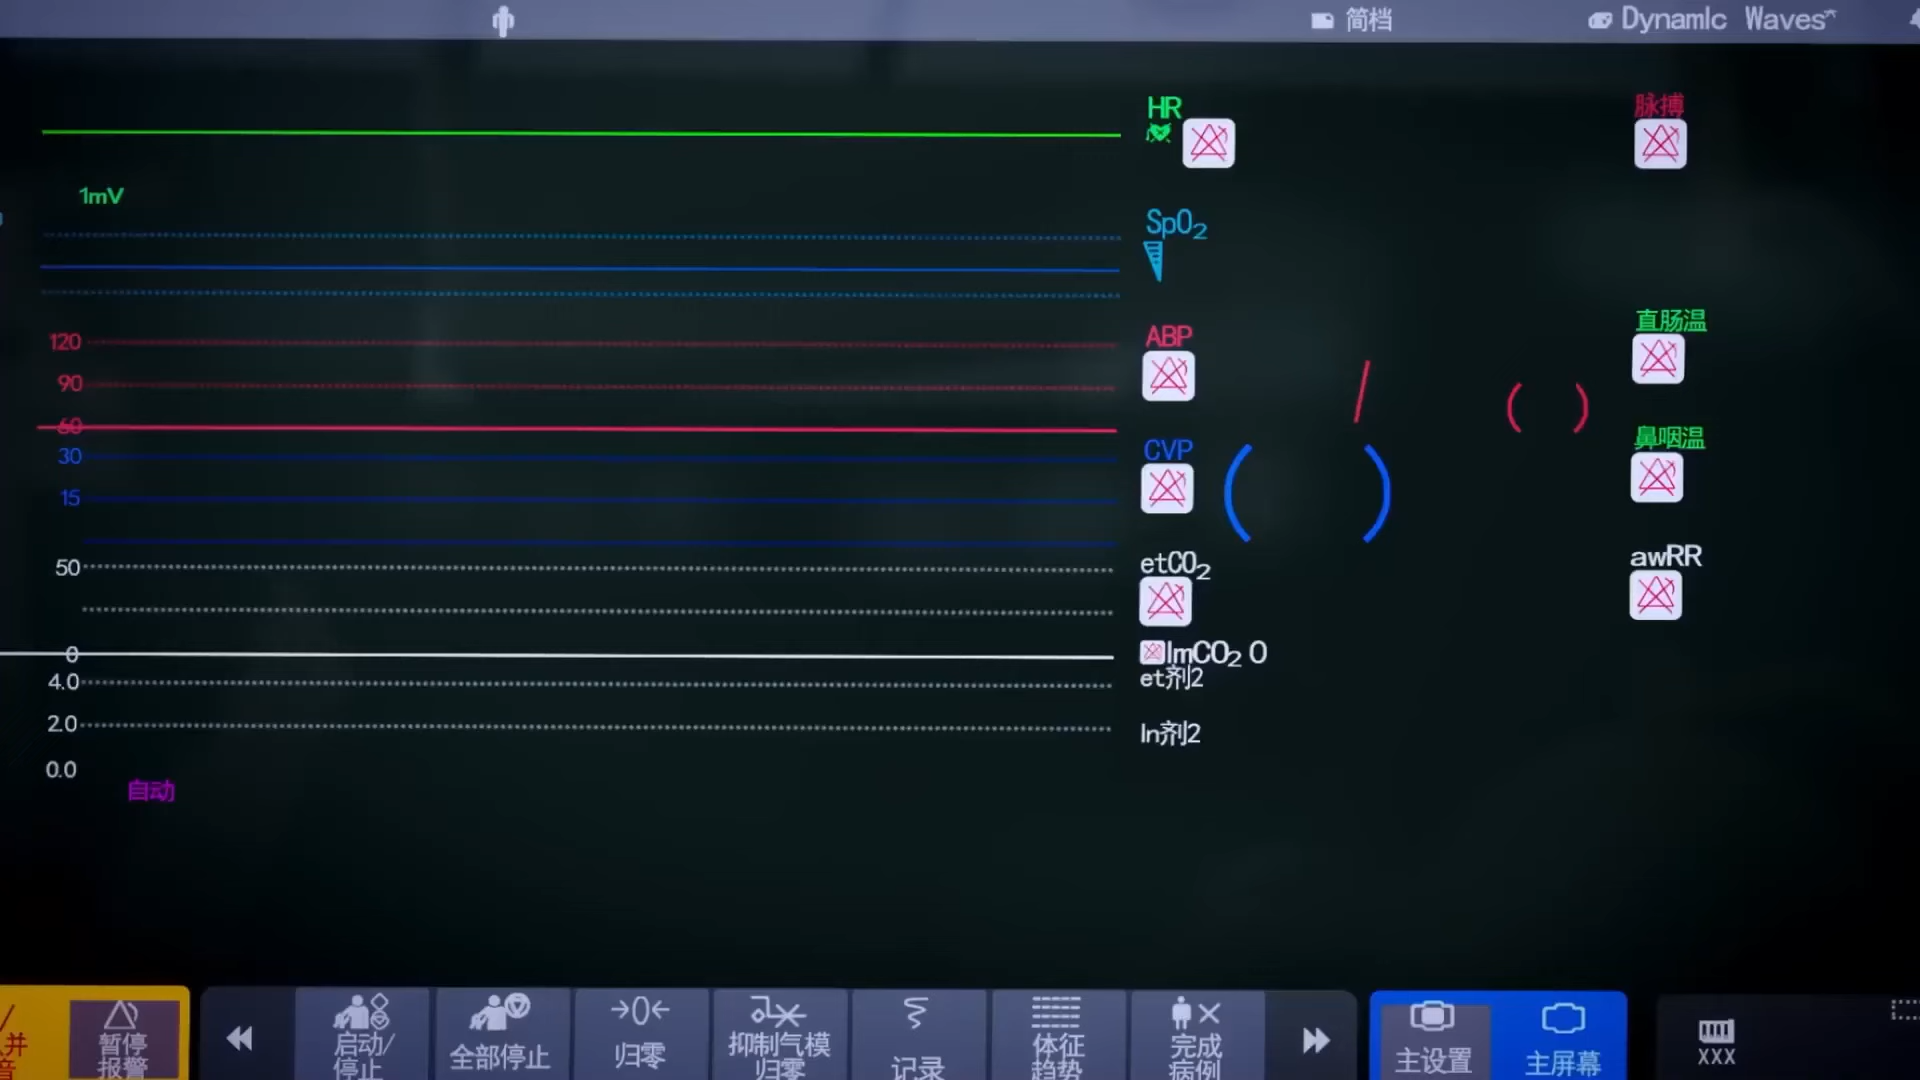 简档
DynamIc Waves
HR
脉搏
1mV
SpO2
直肠温
120
ABP
90
60
鼻咽温
30
CVP
15
50
etCO2
awRR
0
ImCO2 0
4.0
et剂2
2.0
In剂2
0.0
自动
暂停
报警
启动/
停止
全部停止
归零
抑制气模
归零
记录
体征
趋势
完成
病例
主设置
主屏幕
XXX